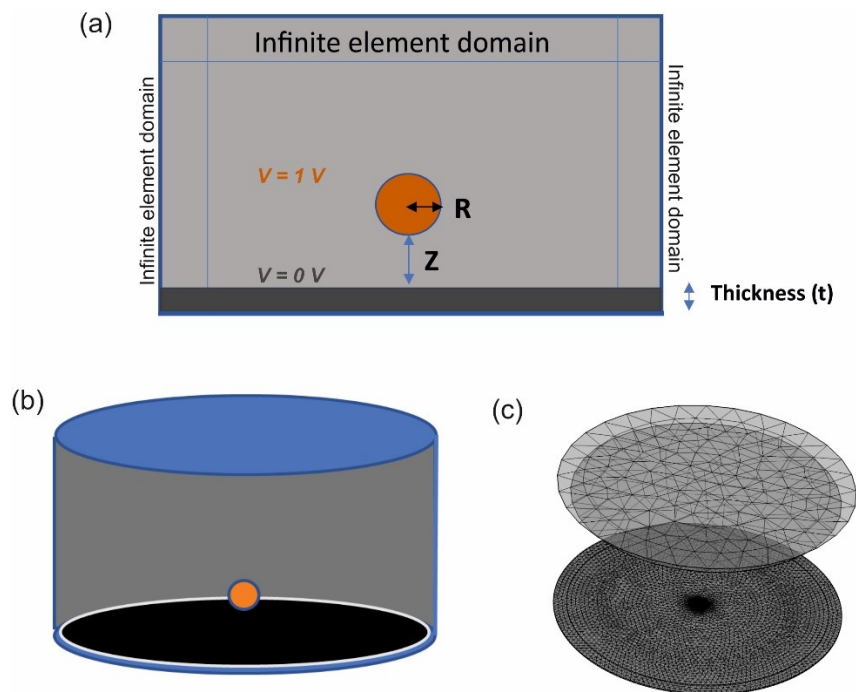 (a)
Infinite element domain
Infinite element domain
Infinite element domain
V = 1 V
R
Z
V = 0 V
Thickness (t)
(b)
(c)